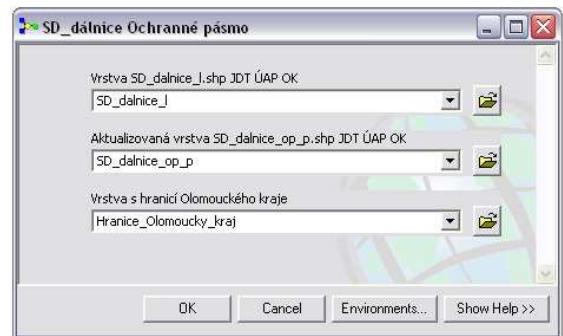 SD_dálnice Ochranné pásmo
Vrstva SD_dalnice_l.shp JDT ÚAP OK
SD_dalnice_l
Aktualizovaná vrstva SD_dalnice_op_p.shp JDT ÚAP OK
SD_dalnice_op_p
Vrstva s hranicí Olomouckého kraje
Hranice_Olomoucky_kraj
OK Cancel Environments... Show Help >>